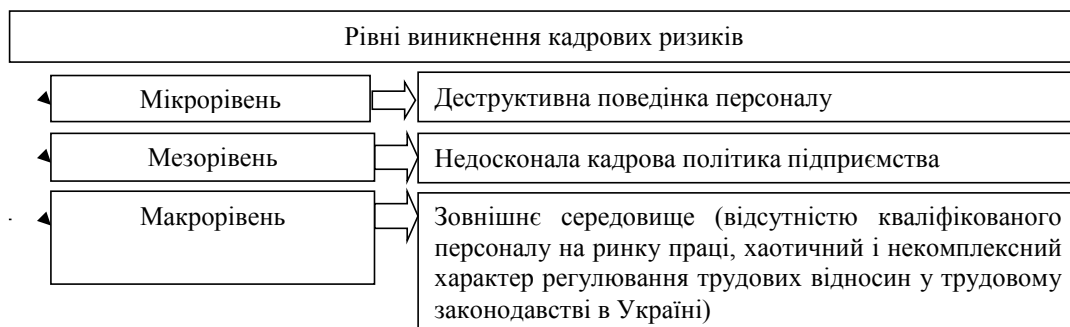 Рівні виникнення кадрових ризиків
Мікрорівень
Деструктивна поведінка персоналу
Мезорівень
Недосконала кадрова політика підприємства
Макрорівень
Зовнішнє середовище (відсутністю кваліфікованого
персоналу на ринку праці, хаотичний і некомплексний
характер регулювання трудових відносин у трудовому
законодавстві в Україні)